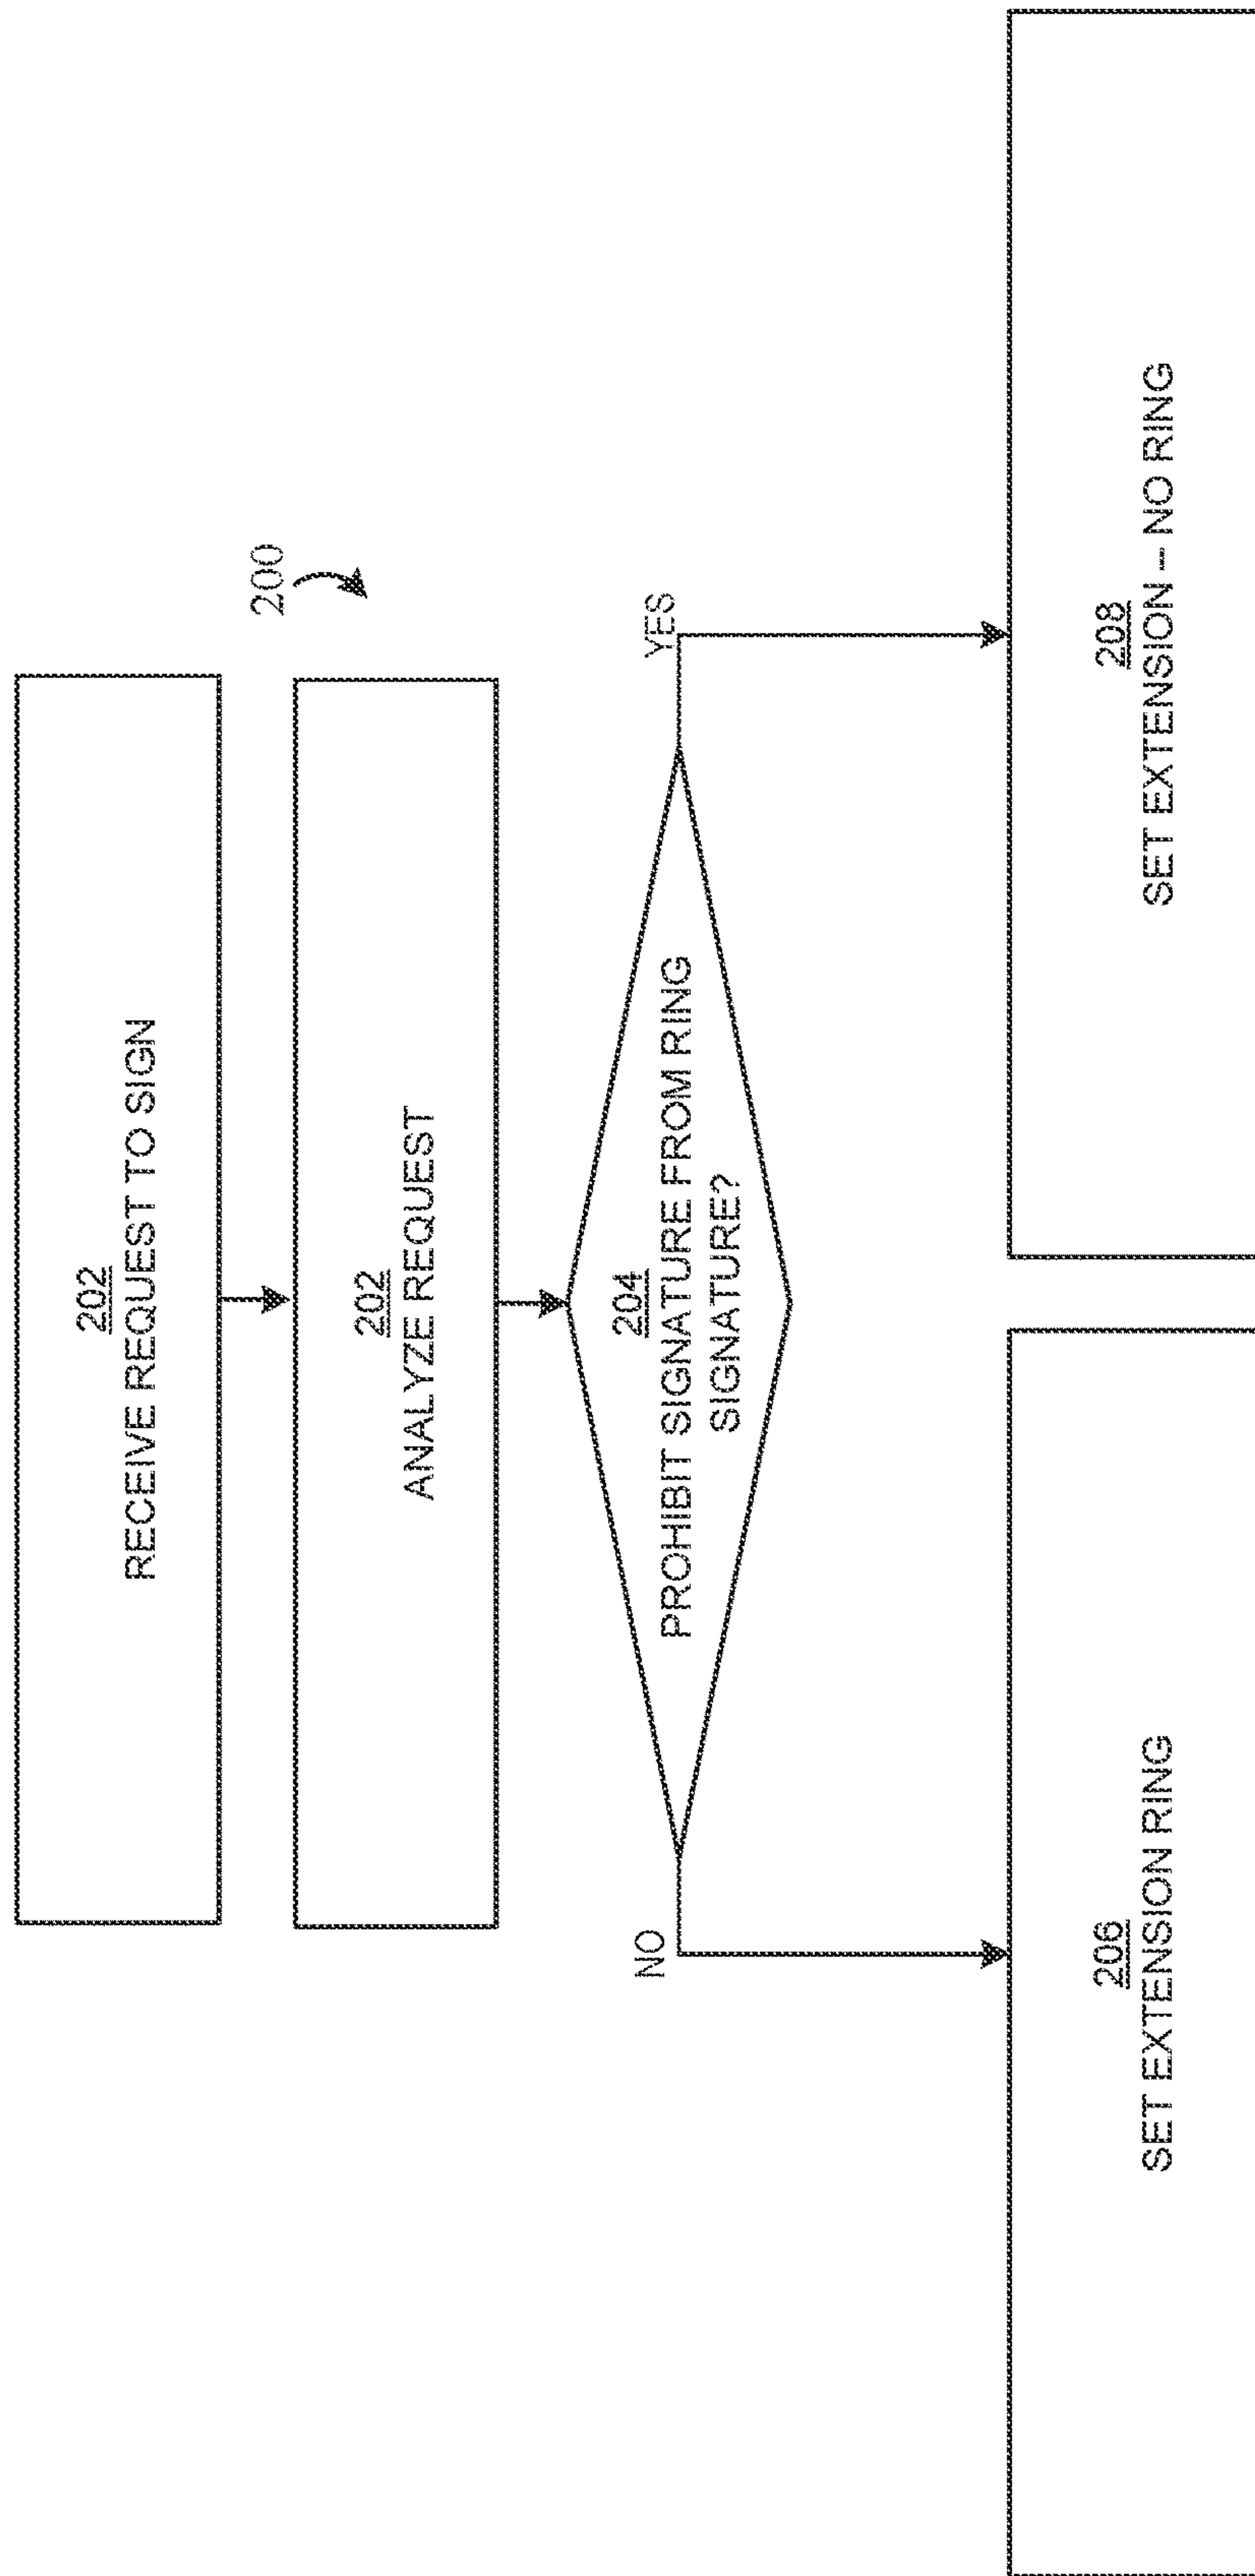 202
RECEIVE REQUEST TO SIGN
200
202
ANALYZE REQUEST
204
PROHIBIT SIGNATURE FROM RING
SIGNATURE?
NO
YES
206
SET EXTENSION RING
208
SET EXTENSION – NO RING